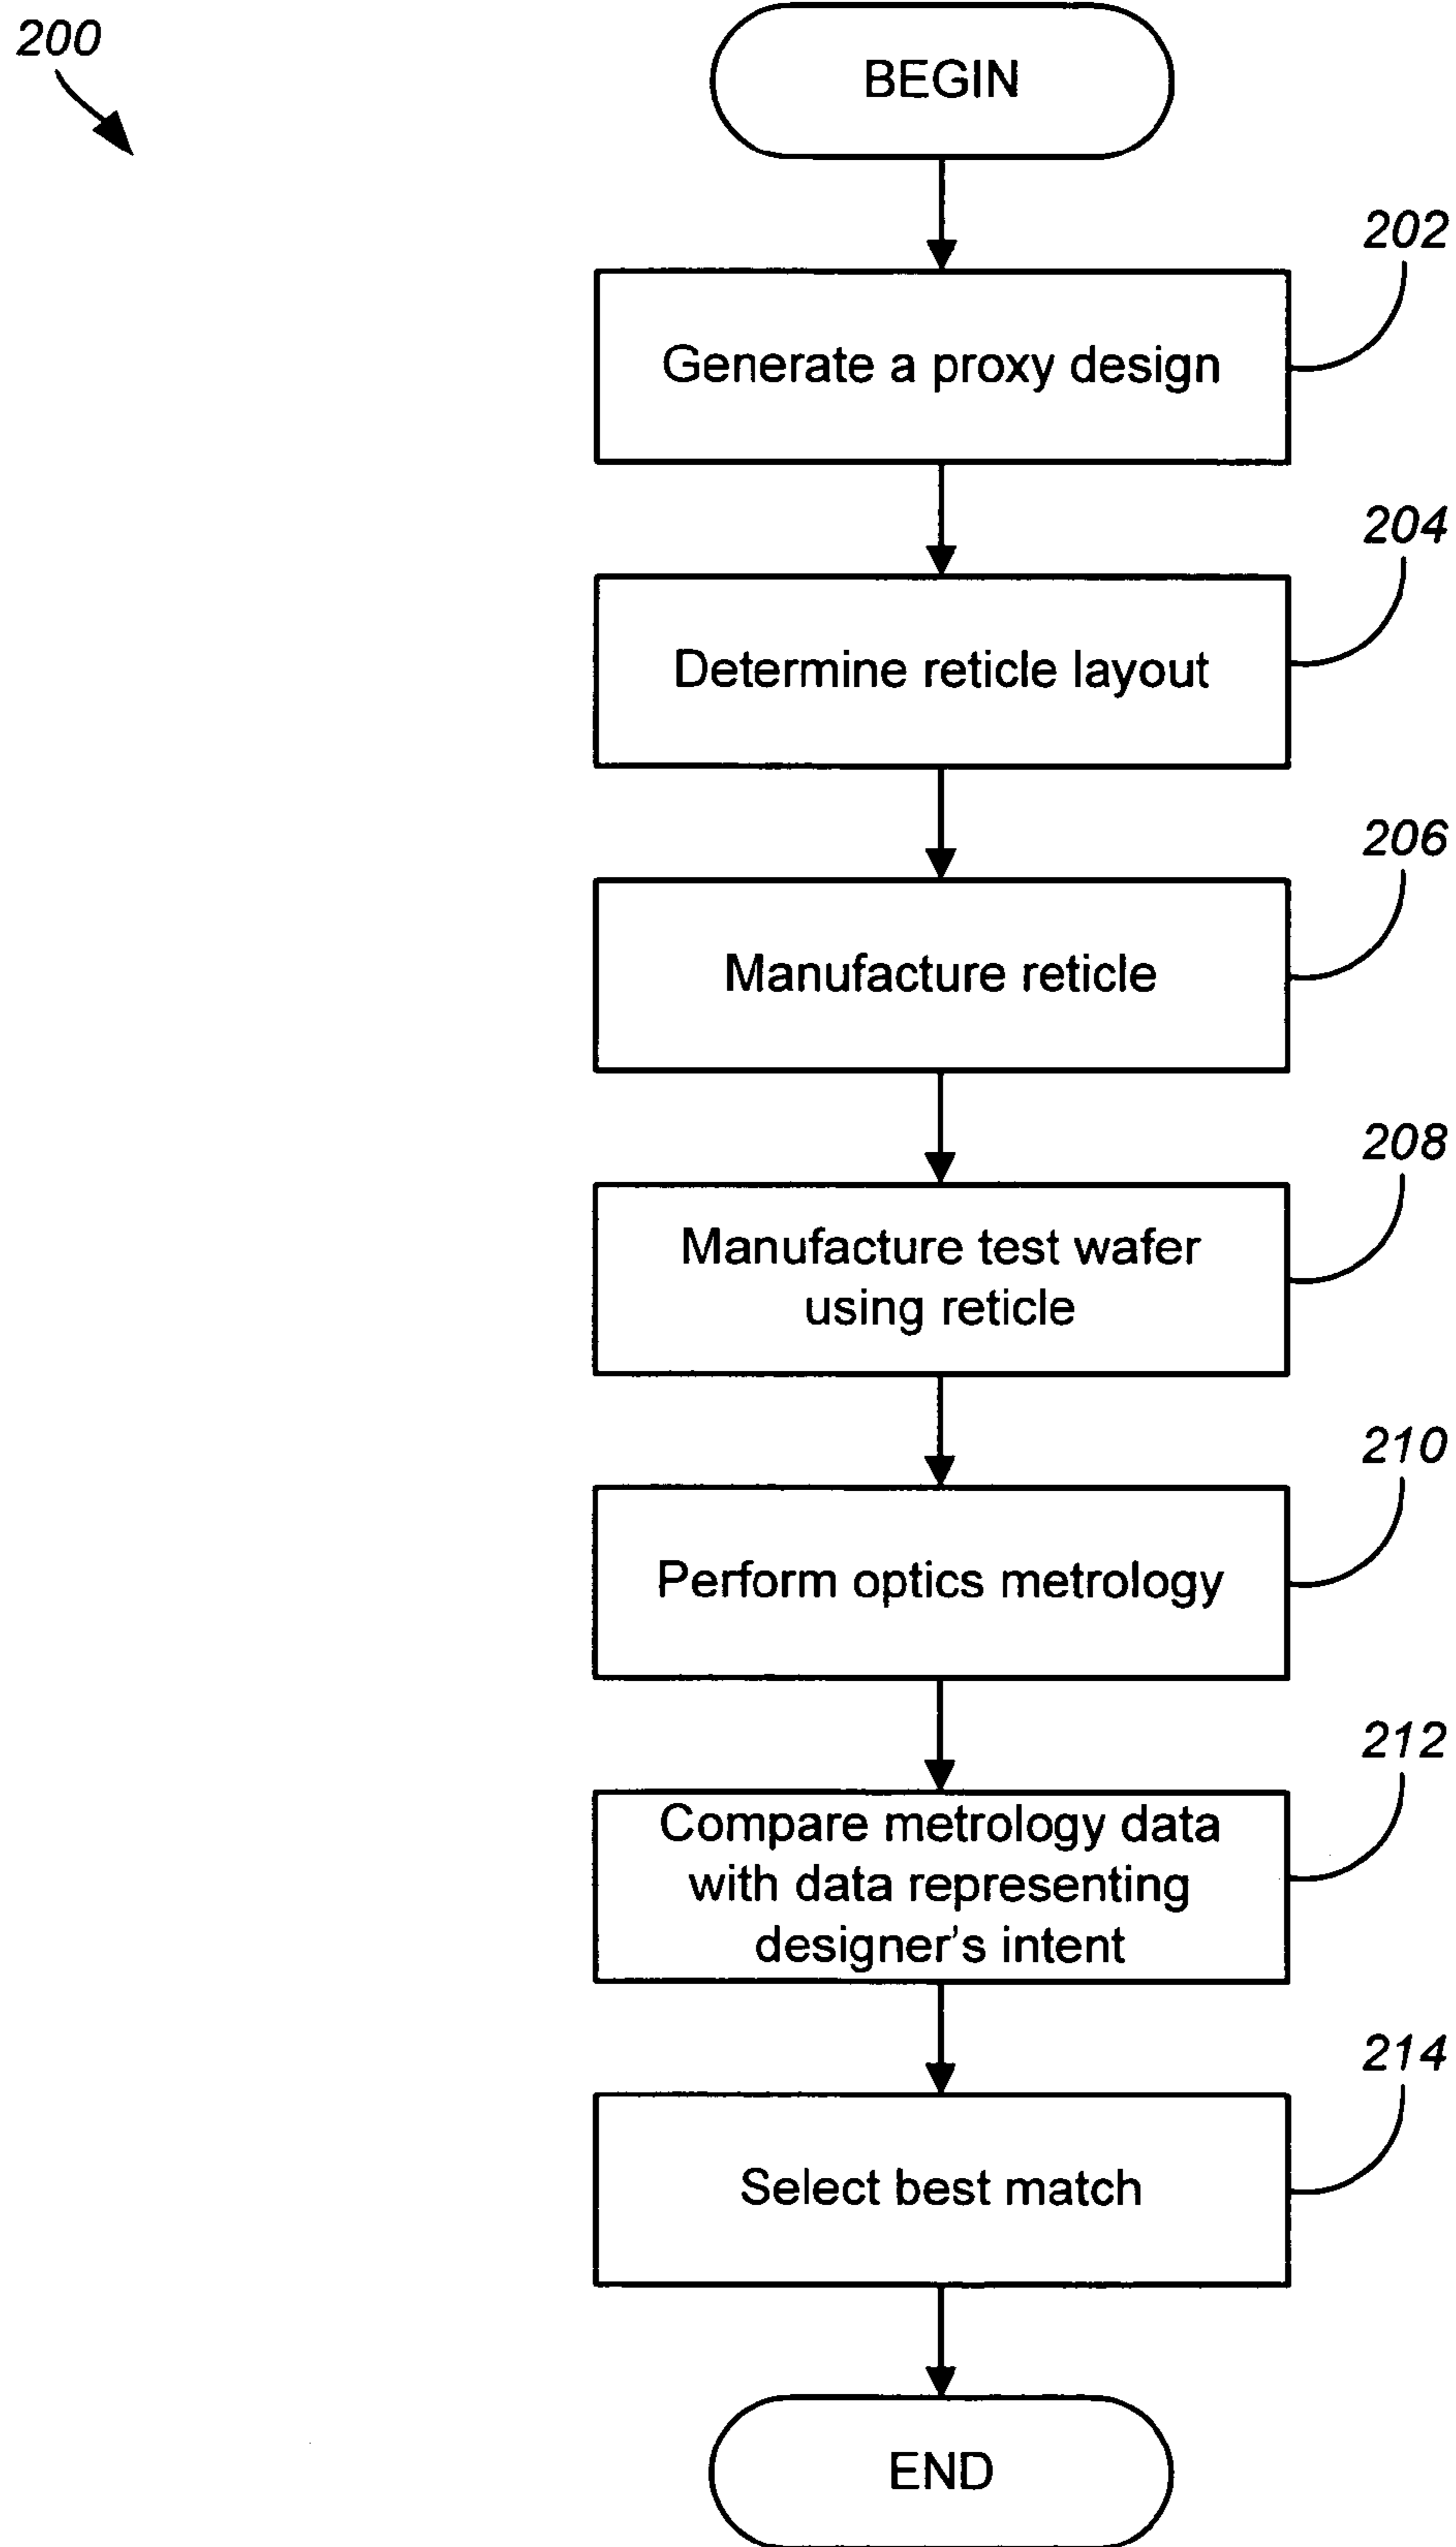 200
BEGIN
202
Generate a proxy design
204
Determine reticle layout
206
Manufacture reticle
208
Manufacture test wafer
using reticle
210
Perform optics metrology
212
Compare metrology data
with data representing
designer's intent
214
Select best match
END